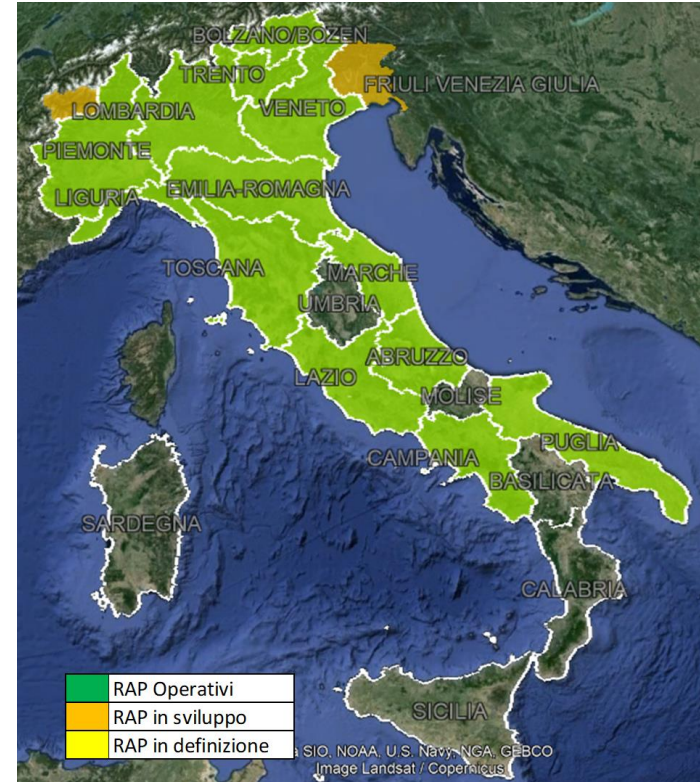 BOLZANO/BOZEN
TRENTO
FRIULI VENEZIA GIULIA
LOMBARDIA
VENETO
PIEMONTE
LIGURIA
EMILIA-ROMAGNA
TOSCANA
MARCHE
UMBRIA
ABRUZZO
LAZIO
MOLISE
PUGLIA
CAMPANIA
BASILICATA
SARDEGNA
CALABRIA
SICILIA
RAP Operativi
RAP in sviluppo
RAP in definizione
SIO, NOAA, U.S. Navy, NGA, GEBCO
Image Landsat / Copernicus